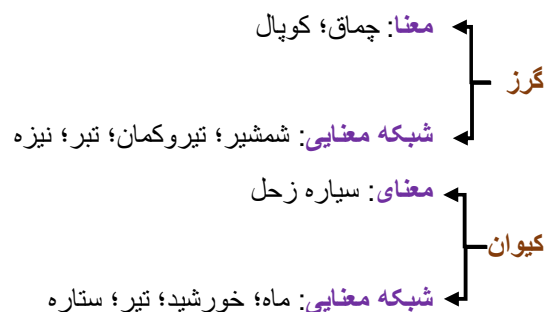 معنا: چماق؛ کوپال
گرز
شبکه معنایی: شمشیر؛ تیروکمان؛ تبر؛ نیزه
معنای: سیاره زحل
کیوان
شبکه معنایی: ماه؛ خورشید؛ تیر؛ ستاره